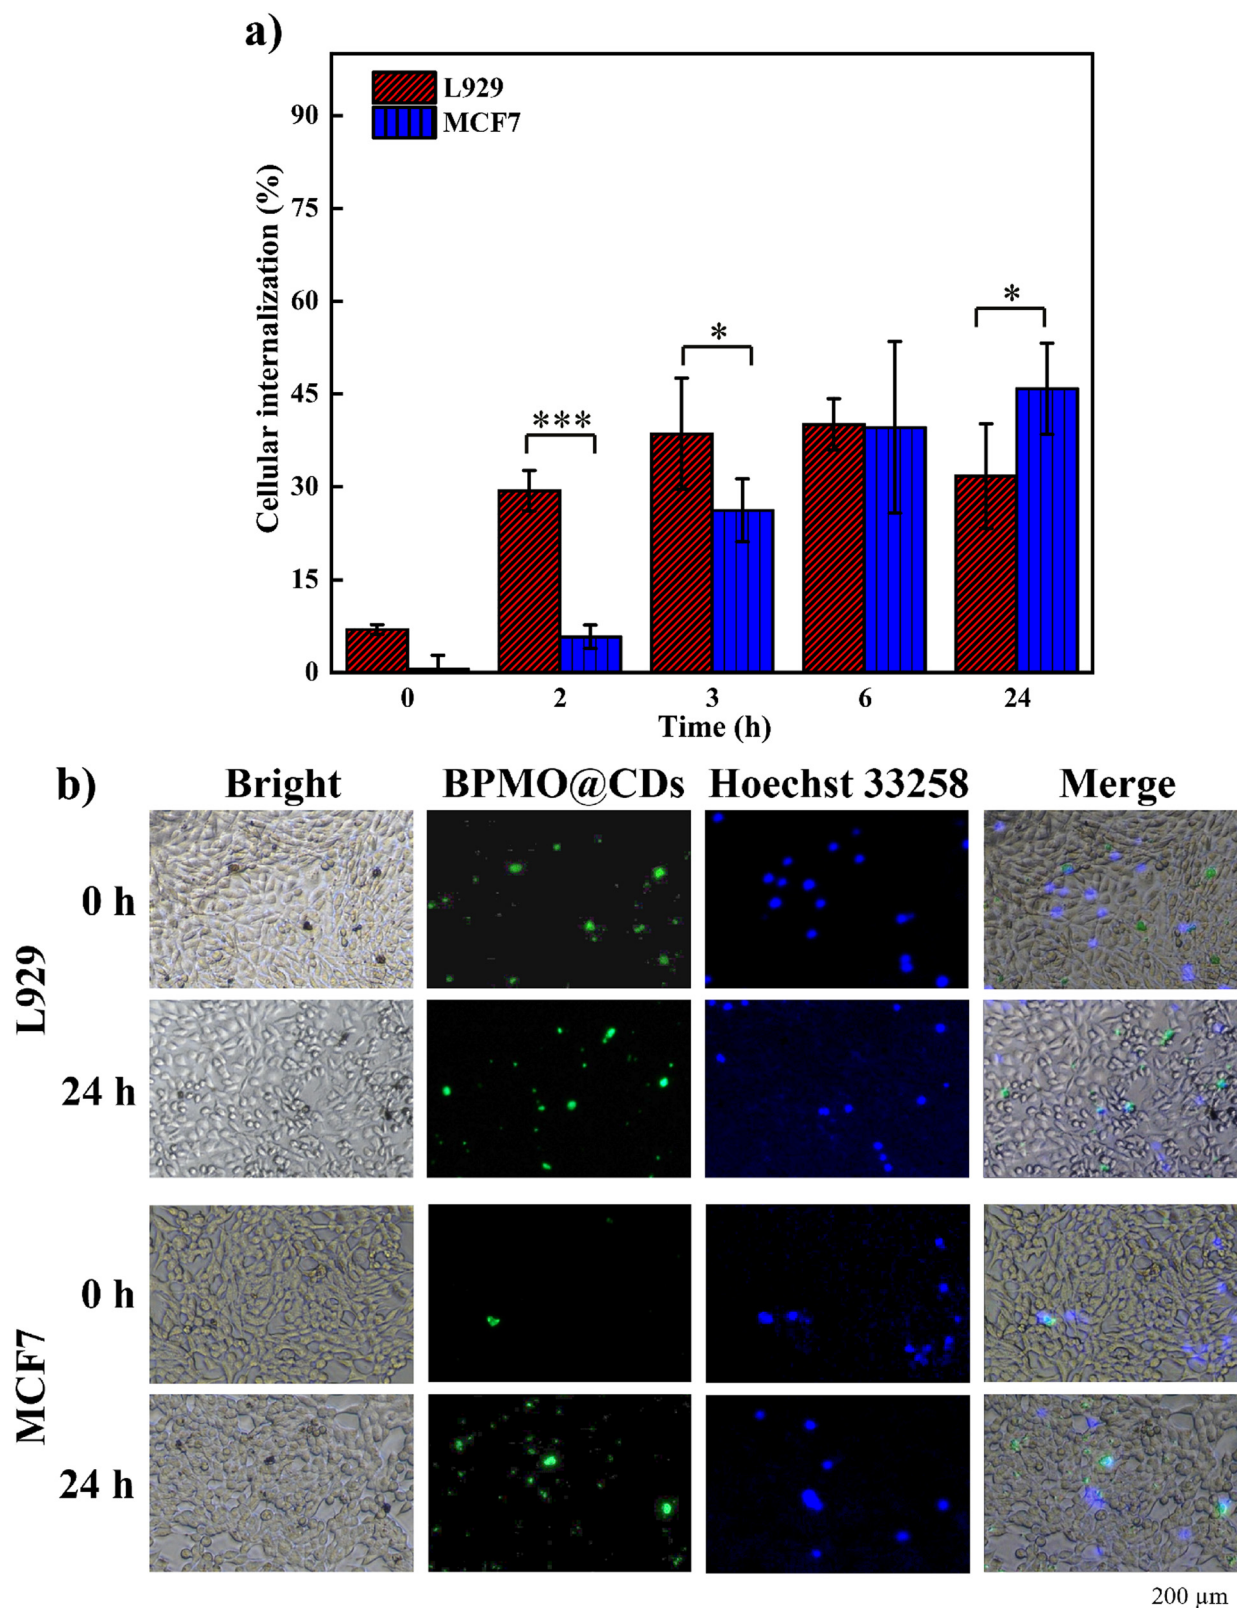 a)
L929
MCF7
Cellular internalization (%)
90
75
60
45
30
15
0
***
*
*
0 2 3 6 24
Time (h)
b)
Bright BPMO@CDs Hoechst 33258 Merge
L929
0 h
24 h
MCF7
0 h
24 h
200 µm